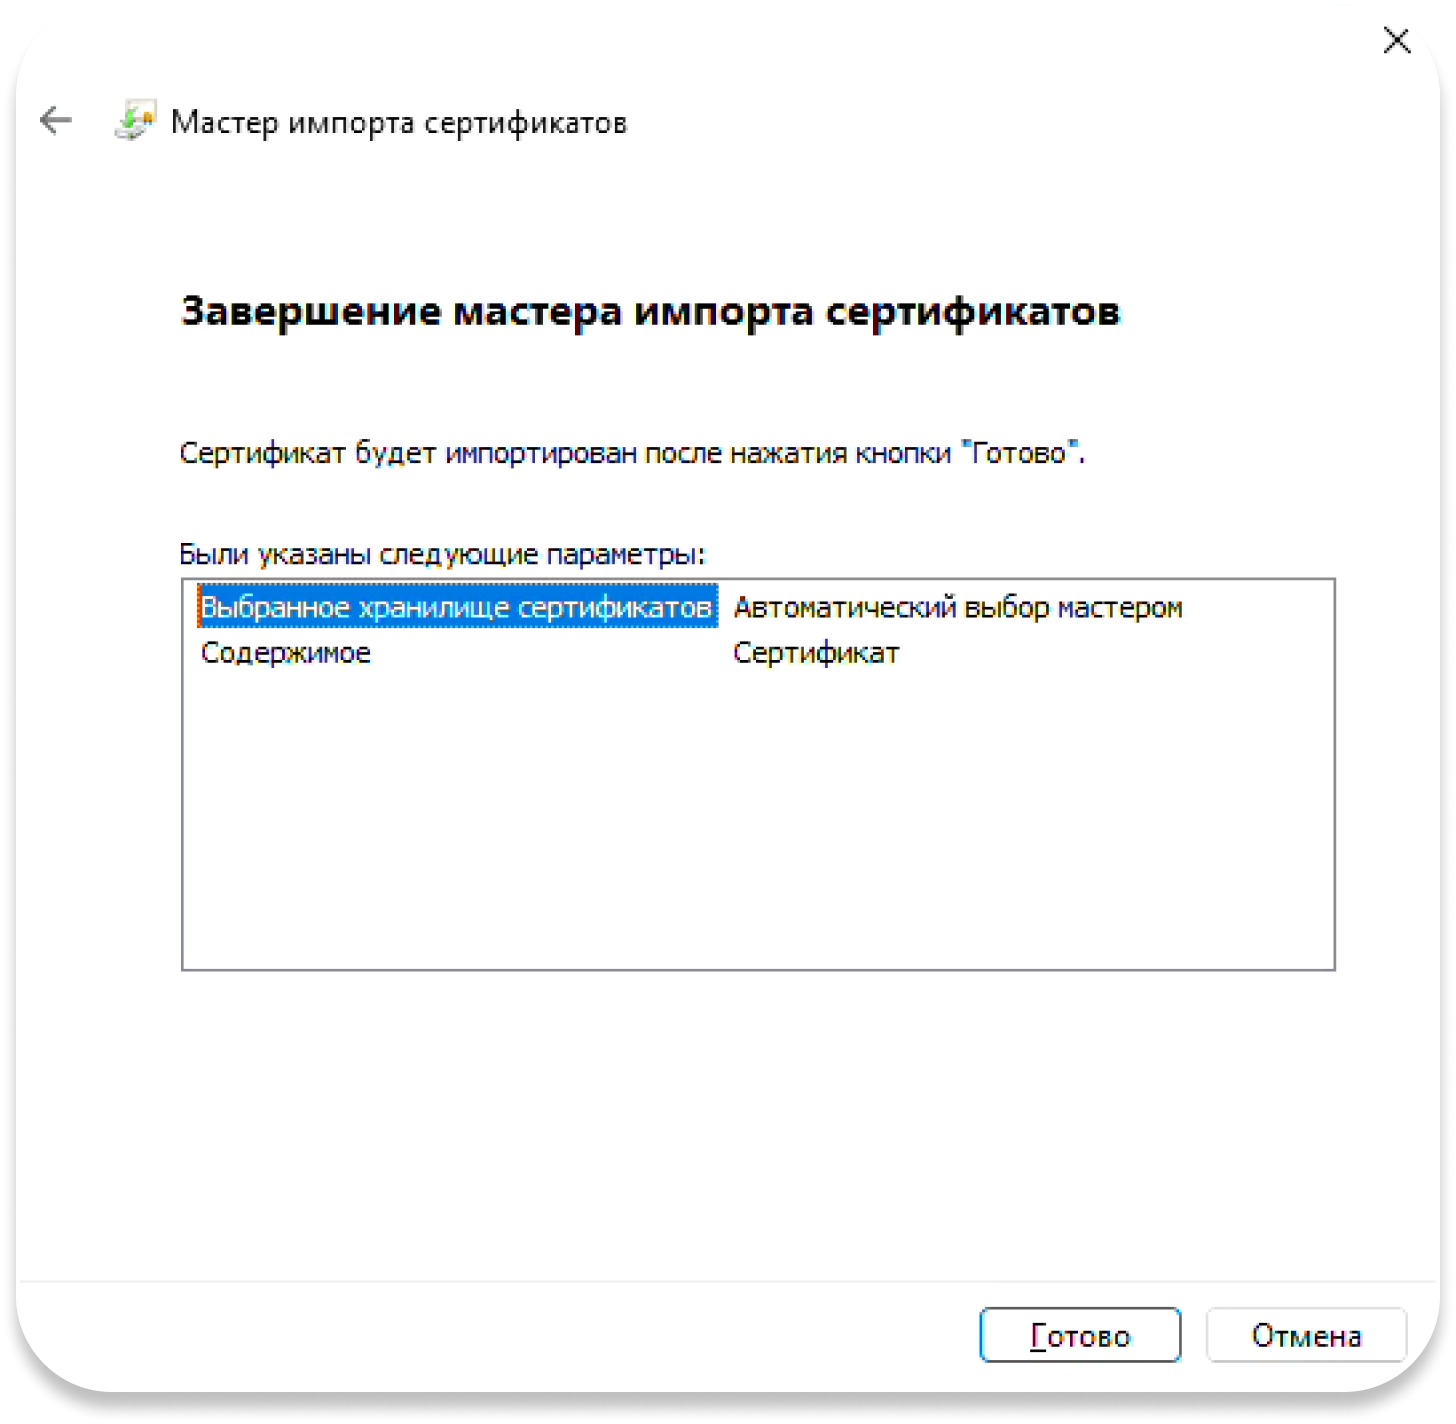 Мастер импорта сертификатов
Завершение мастера импорта сертификатов
Сертификат будет импортирован после нажатия кнопки "Готово".
Были указаны следующие параметры:
Выбранное хранилище сертификатов Автоматический выбор мастером
Содержимое Сертификат
Готово Отмена